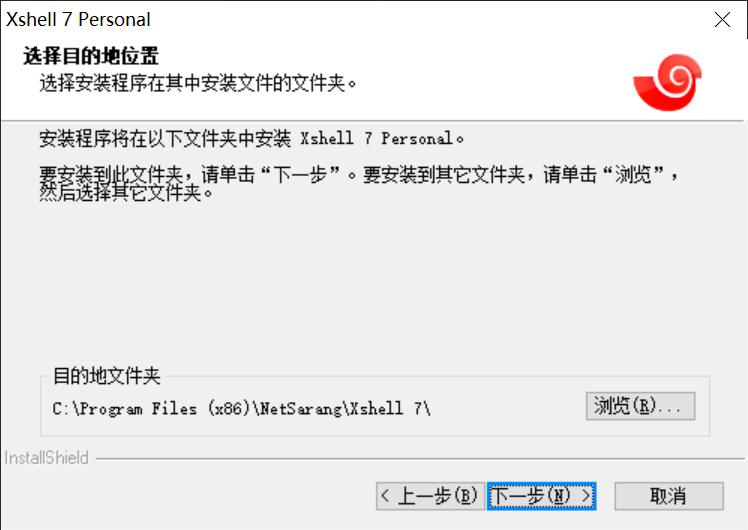 Xshell 7 Personal
选择目的地位置
选择安装程序在其中安装文件的文件夹。
安装程序将在以下文件夹中安装 Xshell 7 Personal。
要安装到此文件夹，请单击“下一步”。要安装到其它文件夹，请单击“浏览”，
然后选择其它文件夹。
目的地文件夹
C:\Program Files (x86)\NetSarang\Xshell 7\
浏览(R)...
InstallShield
< 上一步(B)
下一步(N) >
取消